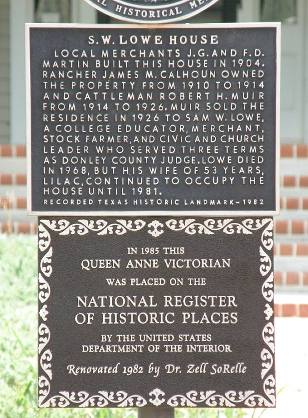 AL HISTORICAL ME
S.W. LOWE HOUSE
LOCAL MERCHANTS J.G. AND F.D.
MARTIN BUILT THIS HOUSE IN 1904.
RANCHER JAMES M. CALHOUN OWNED
THE PROPERTY FROM 1910 TO 1914
AND CATTLEMAN ROBERT H. MUIR
FROM 1914 TO 1926. MUIR SOLD THE
RESIDENCE IN 1926 TO SAM W. LOWE,
A COLLEGE EDUCATOR, MERCHANT,
STOCK FARMER, AND CIVIC AND CHURCH
LEADER WHO SERVED THREE TERMS
AS DONLEY COUNTY JUDGE. LOWE DIED
IN 1968, BUT HIS WIFE OF 53 YEARS,
LILAC, CONTINUED TO OCCUPY THE
HOUSE UNTIL 1981.
RECORDED TEXAS HISTORIC LANDMARK - 1982
IN 1985 THIS
QUEEN ANNE VICTORIAN
WAS PLACED ON THE
NATIONAL REGISTER
OF HISTORIC PLACES
BY THE UNITED STATES
DEPARTMENT OF THE INTERIOR
Renovated 1982 by Dr. Zell SoRelle